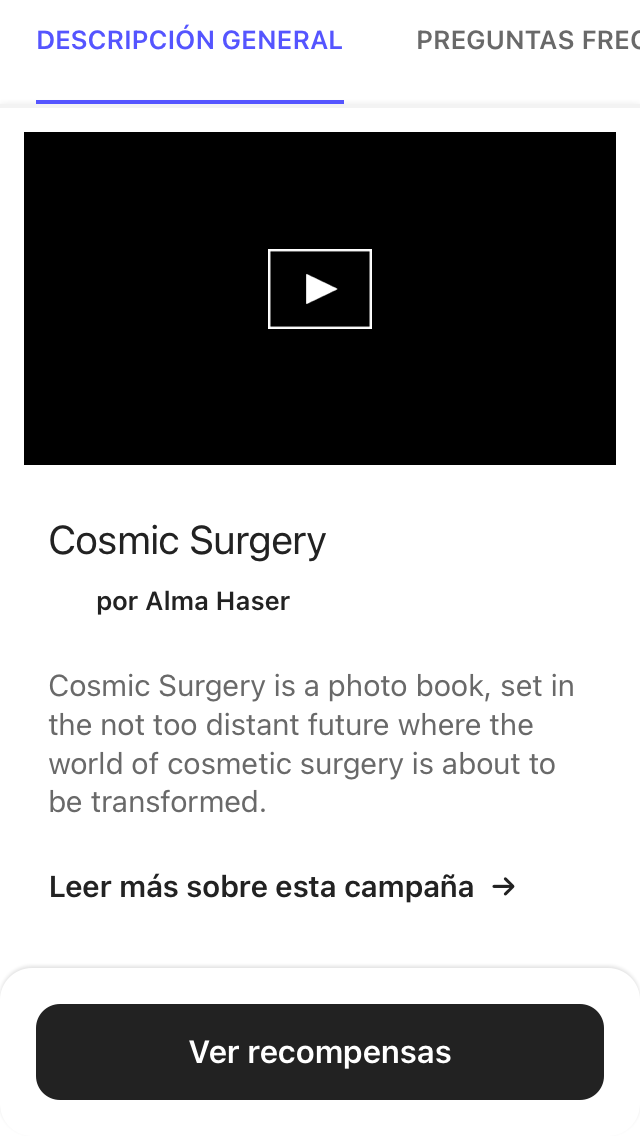 DESCRIPCIÓN GENERAL
PREGUNTAS
Cosmic Surgery
por Alma Haser
Cosmic Surgery is a photo book, set in
the not too distant future where the
world of cosmetic surgery is about to
be transformed.
Leer más sobre esta campaña →
Ver recompensas